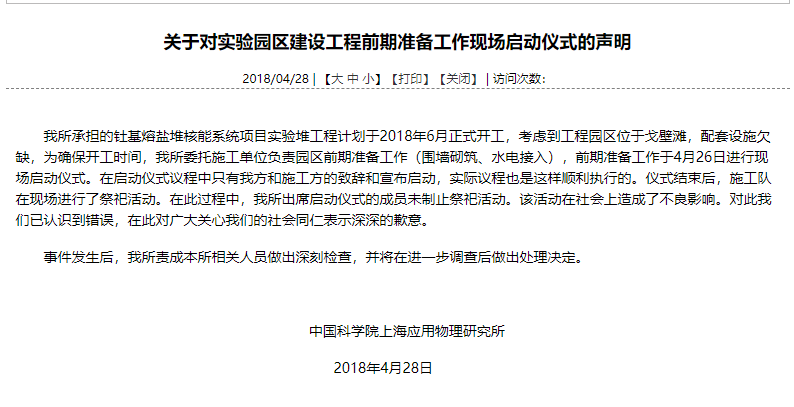 关于对实验园区建设工程前期准备工作现场启动仪式的声明
2018/04/28 | 【大 中 小】【打印】【关闭】 | 访问次数：
我所承担的钍基熔盐堆核能系统项目实验堆工程计划于2018年6月正式开工，考虑到工程园区位于戈壁滩，配套设施欠
缺，为确保开工时间，我所委托施工单位负责园区前期准备工作（围墙砌筑、水电接入），前期准备工作于4月26日进行现
场启动仪式。在启动仪式议程中只有我方和施工方的致辞和宣布启动，实际议程也是这样顺利执行的。仪式结束后，施工队
在现场进行了祭祀活动。在此过程中，我所出席启动仪式的成员未制止祭祀活动。该活动在社会上造成了不良影响。对此我
们已认识到错误，在此对广大关心我们的社会同仁表示深深的歉意。
事件发生后，我所责成本所相关人员做出深刻检查，并将在进一步调查后做出处理决定。
中国科学院上海应用物理研究所
2018年4月28日